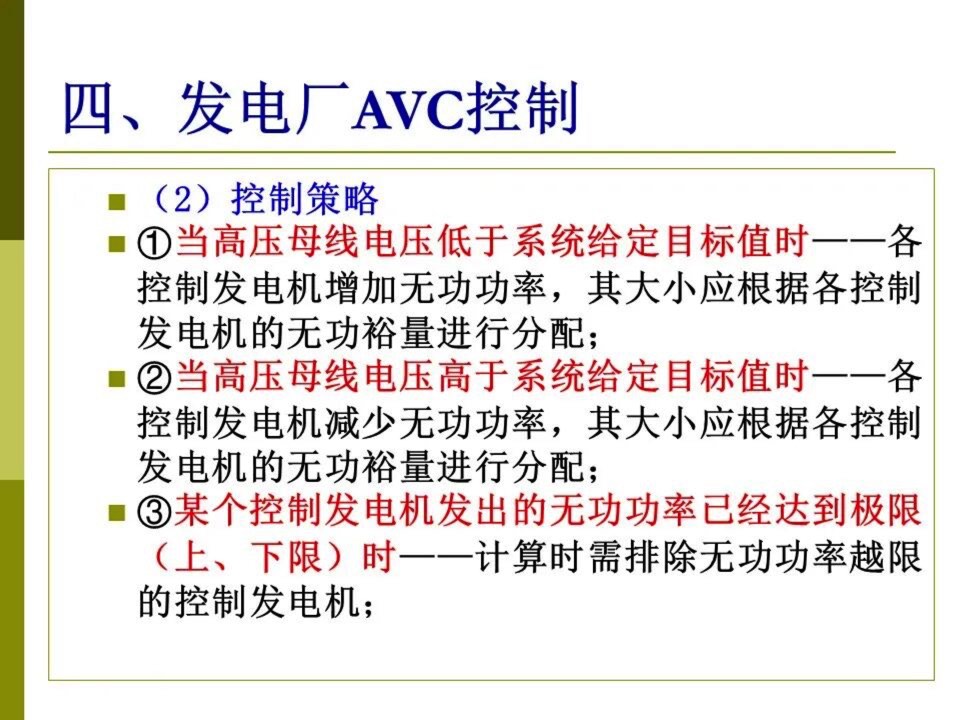 四、发电厂AVC控制
（2）控制策略
①当高压母线电压低于系统给定目标值时——各
控制发电机增加无功功率，其大小应根据各控制
发电机的无功裕量进行分配；
②当高压母线电压高于系统给定目标值时——各
控制发电机减少无功功率，其大小应根据各控制
发电机的无功裕量进行分配；
③某个控制发电机发出的无功功率已经达到极限
（上、下限）时——计算时需排除无功功率越限
的控制发电机；